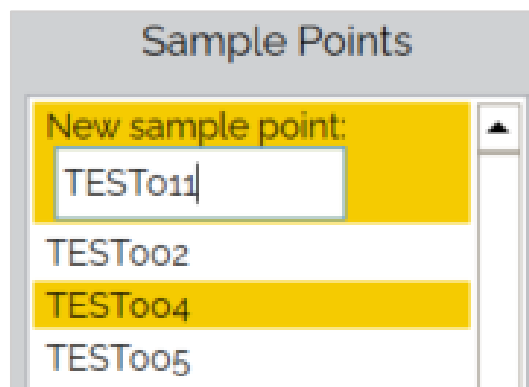 Sample Points
New sample point:
TEST011
TEST002
TEST004
TEST005